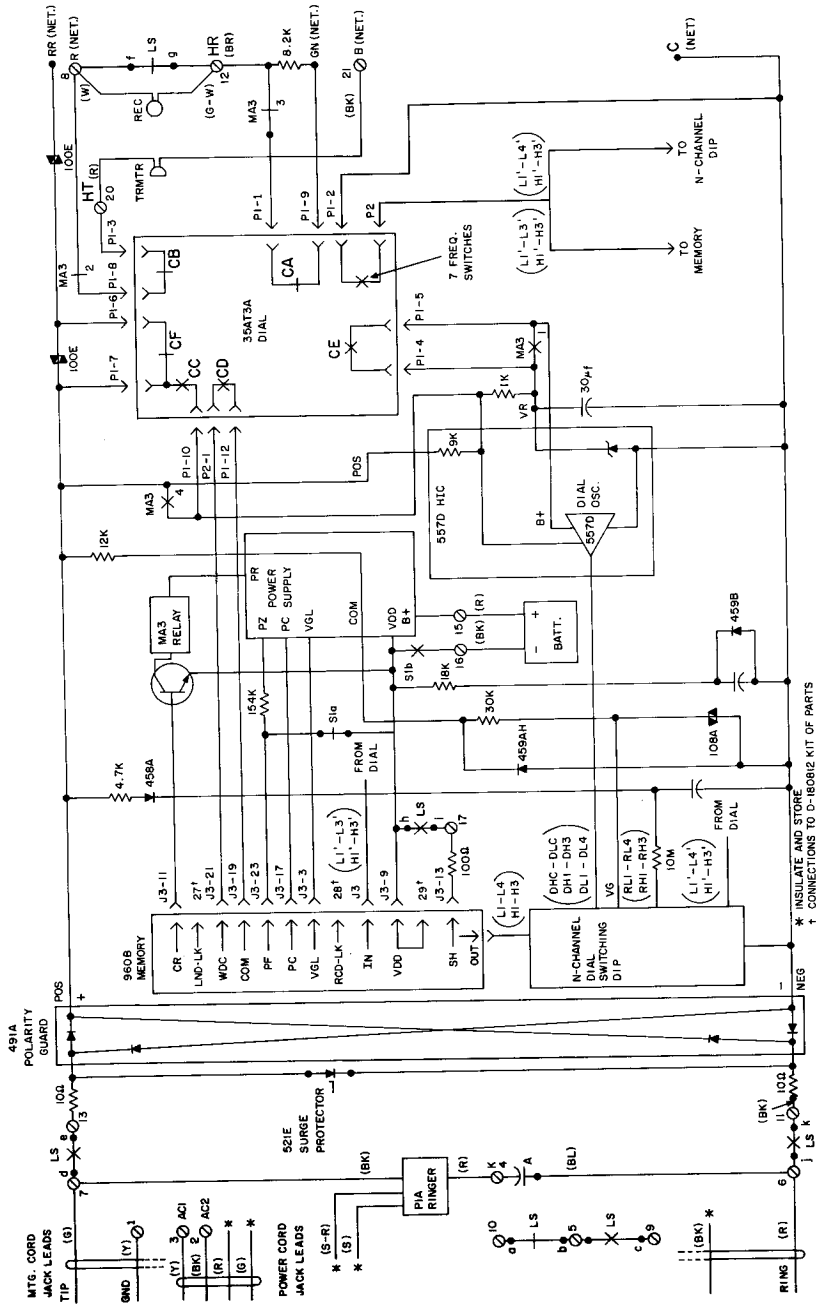 MTG. CORD
JACK LEADS
TIP
(G)
7
d
LS
e
13
10Ω
491A
POLARITY
GUARD
POS
+
GND
(Y)
1
(Y)
3
AC1
(BK)
2
AC2
(R)
*
(G)
*
POWER CORD
JACK LEADS
* (S-R)
* (S)
(BK)
PIA
RINGER
(R)
K
4
A
(BL)
521E
SURGE
PROTECTOR
10
a
LS
b
5
LS
c
9
(BK)
*
RING
(R)
6
j
LS
k
11
(BK)
10Ω
-
NEG
960B
MEMORY
CR
LND-LK
WDC
COM
PF
PC
VGL
RCD-LK
IN
VDD
SH
OUT
J3-11
27†
J3-21
J3-19
J3-23
J3-17
J3-3
28†
J3
(L1'-L3')
(H1'-H3')
J3-9
29†
J3-13
100Ω
17
i
LS
h
FROM
DIAL
(L1-L4)
(H1-H3)
N-CHANNEL
DIAL
SWITCHING
DIP
(DHC-DLC)
(DH1-DH3)
(DL1-DL4)
VG
(RL1-RL4)
(RH1-RH3)
10M
(L1'-L4')
(H1'-H3')
FROM
DIAL
4.7K
458A
MA3
RELAY
154K
S1a
PR
POWER
SUPPLY
PZ
PC
VGL
COM
VDD
B+
S1b
16
(BK)
15
(R)
-
+
BATT.
18K
30K
459AH
108A
459B
12K
MA3
4
P1-10
P2-1
P1-12
POS
557D HIC
9K
B+
557D
DIAL
OSC.
1K
VR
30µf
MA3
1
P1-4
P1-5
35AT3A
DIAL
CF
CC
CD
CB
CA
CE
P1-7
P1-6
P1-8
P1-3
100E
100E
MA3
2
HT
(R)
20
TRMTR
P1-1
P1-9
P1-2
P2
7 FREQ.
SWITCHES
MA3
3
8.2K
RR (NET.)
R (NET.)
8
(W)
REC
(G-W)
f
LS
g
HR
(BR)
12
GN (NET.)
(BK)
21
B (NET.)
C
(NET)
(L1'-L3')
(H1'-H3')
TO
MEMORY
(L1'-L4')
(H1'-H3')
TO
N-CHANNEL
DIP
* INSULATE AND STORE
† CONNECTIONS TO D-180812 KIT OF PARTS